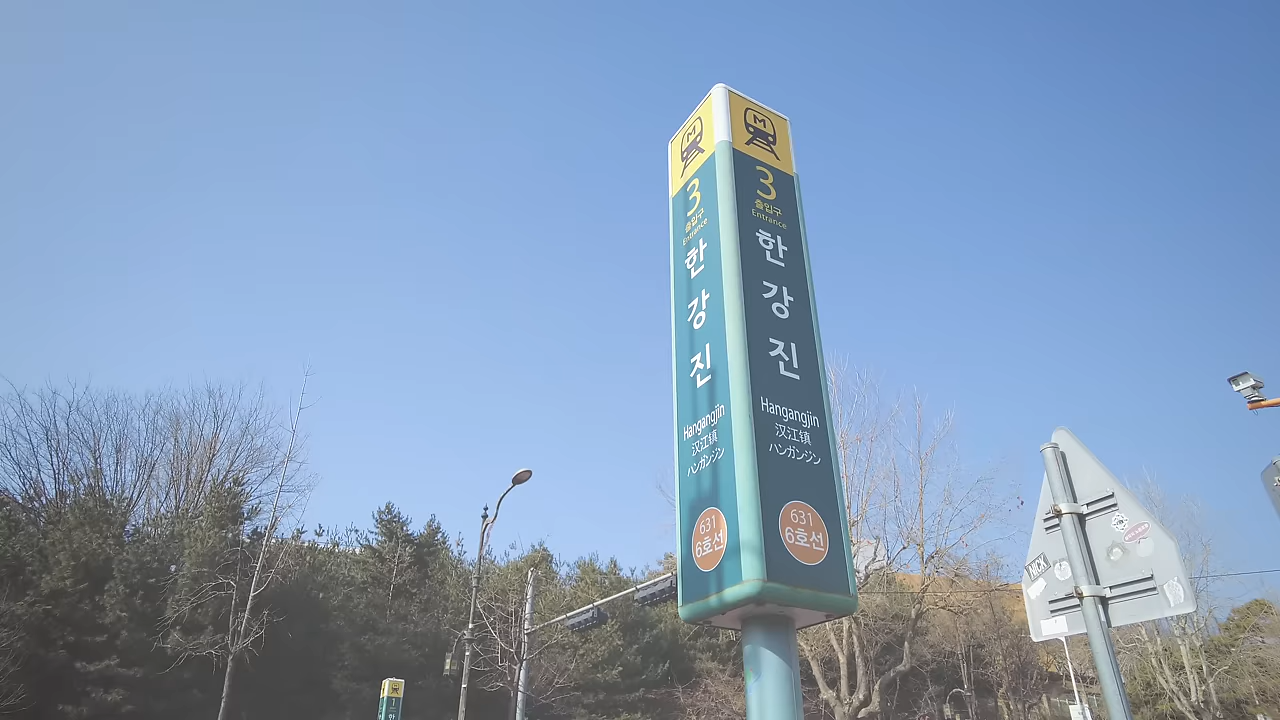 M
3
출입구
Entrance
한
강
진
Hangangjin
汉江镇
ハンガンジン
631
6호선
M
3
출입구
Entrance
한
강
진
Hangangjin
汉江镇
ハンガンジン
631
6호선
KICK
1